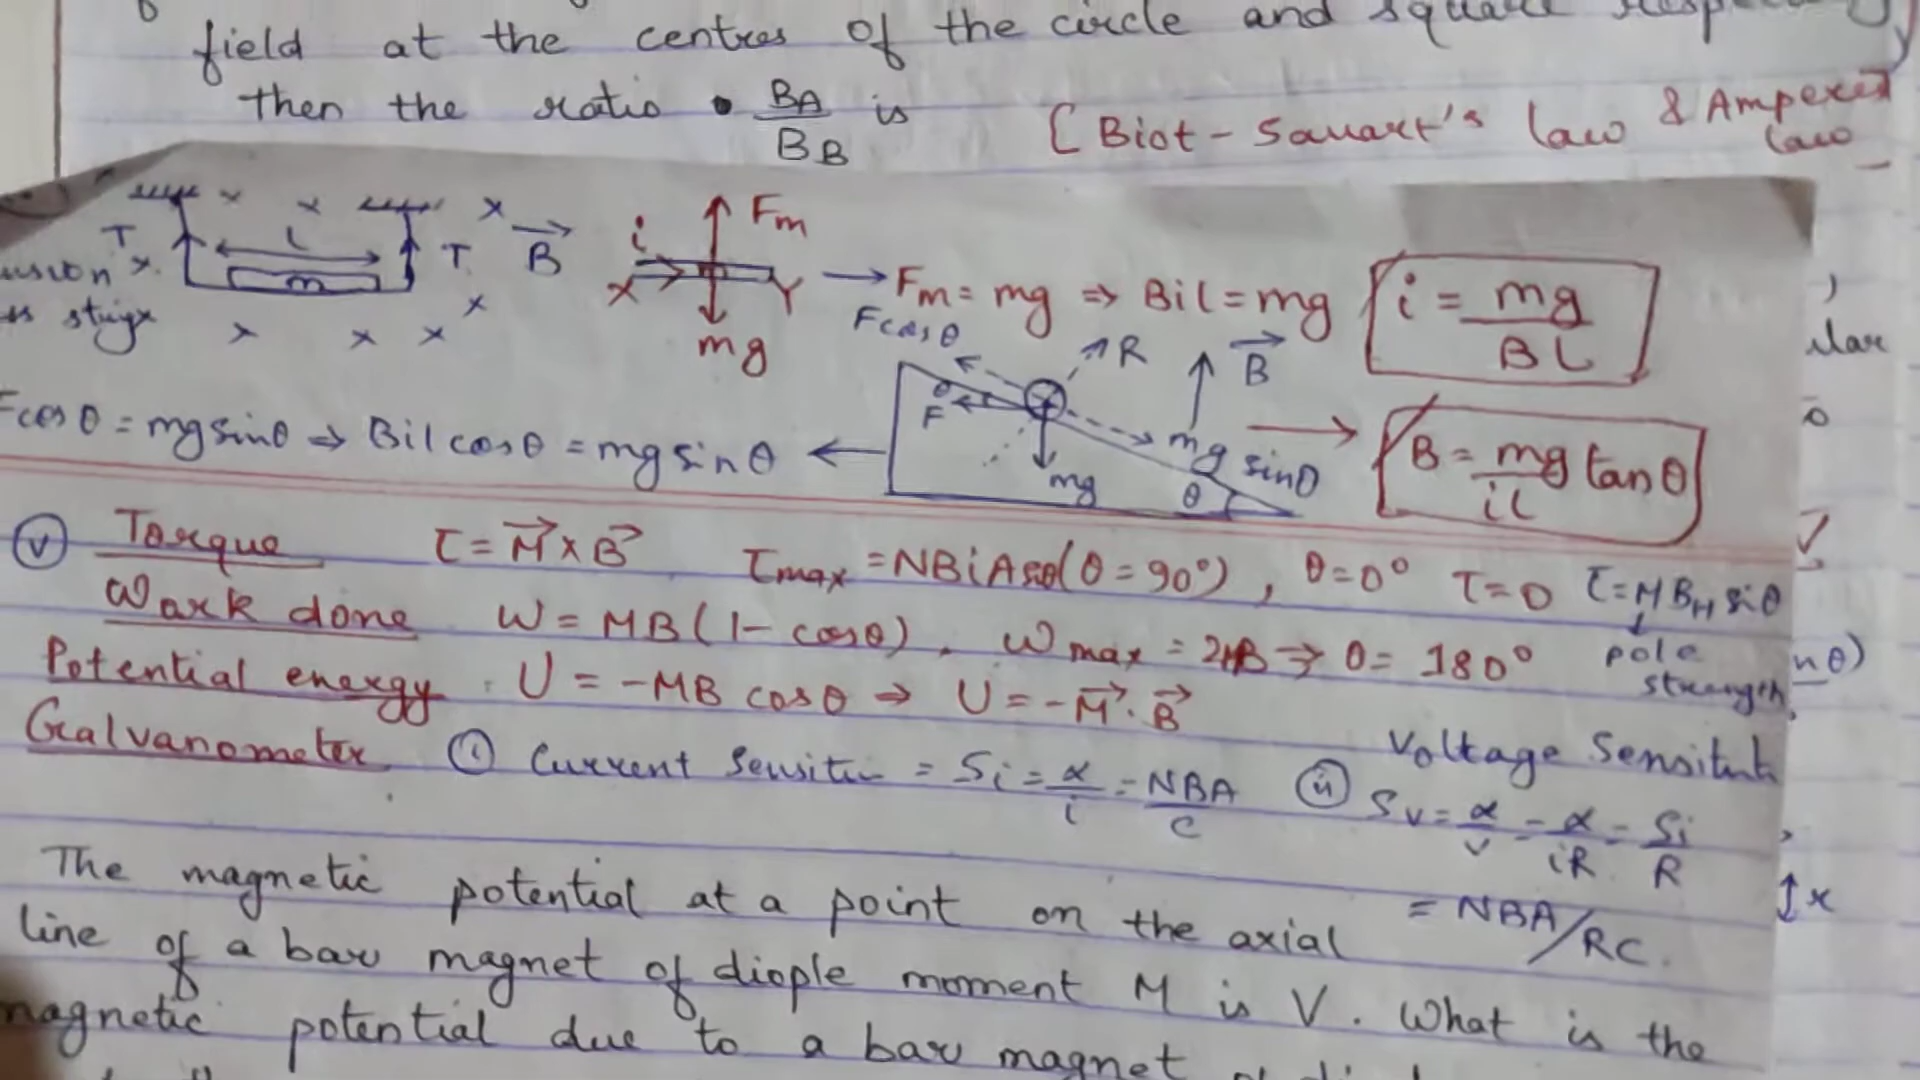 field at the centres of the circle and square
then the ratio • BA/BB is [Biot-Savart's law & Ampere's law
T × l × T × B⃗ i Fm
m X Y → Fm = mg ⇒ Bil = mg i = mg/BL
mg
Fcosθ R B⃗
Fcosθ = mg sinθ ⇒ Bil cosθ = mg sinθ ← F mg mg sinθ θ → B = mg/il tanθ
(v) Torque τ = M⃗ × B⃗ τmax = NBiA (θ = 90°), θ = 0° τ = 0 τ = MBH sinθ
pole strength
Work done W = MB(1 - cosθ). Wmax = 2MB ⇒ θ = 180°
Potential energy U = -MB cosθ → U = -M⃗.B⃗
Galvanometer (i) Current Sensiti = Si = α/i = NBA/C (ii) Voltage Sensitivit
Sv = α/v = α/iR = Si/R
= NBA/RC.
The magnetic potential at a point on the axial
line of a bar magnet of diople moment M is V. What is the
magnetic potential due to a bar magnet